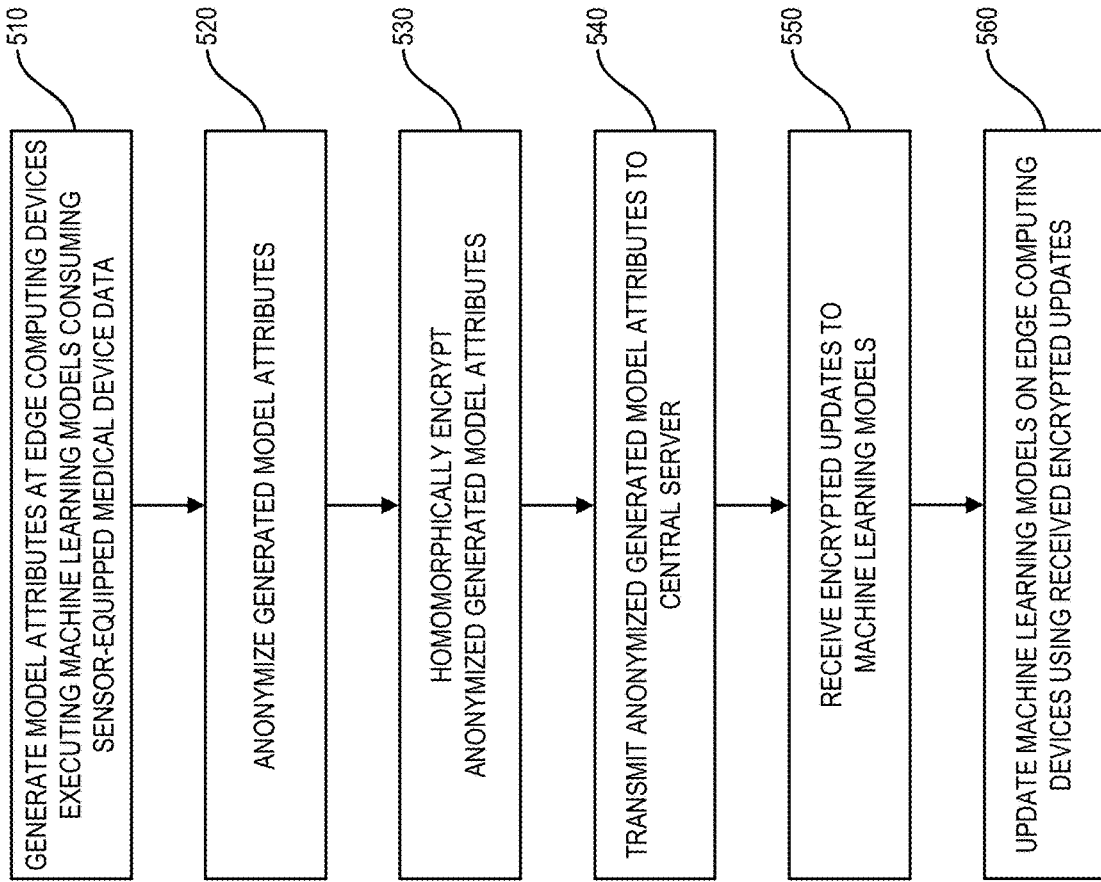 510
GENERATE MODEL ATTRIBUTES AT EDGE COMPUTING DEVICES
EXECUTING MACHINE LEARNING MODELS CONSUMING
SENSOR-EQUIPPED MEDICAL DEVICE DATA
520
ANONYMIZE GENERATED MODEL ATTRIBUTES
530
HOMOMORPHICALLY ENCRYPT
ANONYMIZED GENERATED MODEL ATTRIBUTES
540
TRANSMIT ANONYMIZED GENERATED MODEL ATTRIBUTES TO
CENTRAL SERVER
550
RECEIVE ENCRYPTED UPDATES TO
MACHINE LEARNING MODELS
560
UPDATE MACHINE LEARNING MODELS ON EDGE COMPUTING
DEVICES USING RECEIVED ENCRYPTED UPDATES